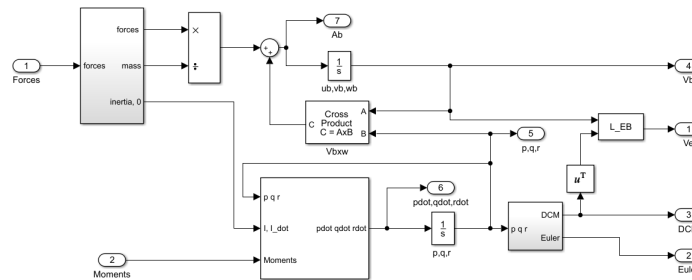 7
Ab
forces
×
1
Forces
forces
mass
÷
+
+
1
s
ub,vb,wb
4
Vb
inertia, 0
Cross
Product
C = AxB
A
B
C
Vbxw
L_EB
1
Ve
5
p,q,r
u^T
6
pdot,qdot,rdot
p q r
I, I_dot
pdot qdot rdot
Moments
1
s
p,q,r
p q r
DCM
Euler
3
2
2
Moments